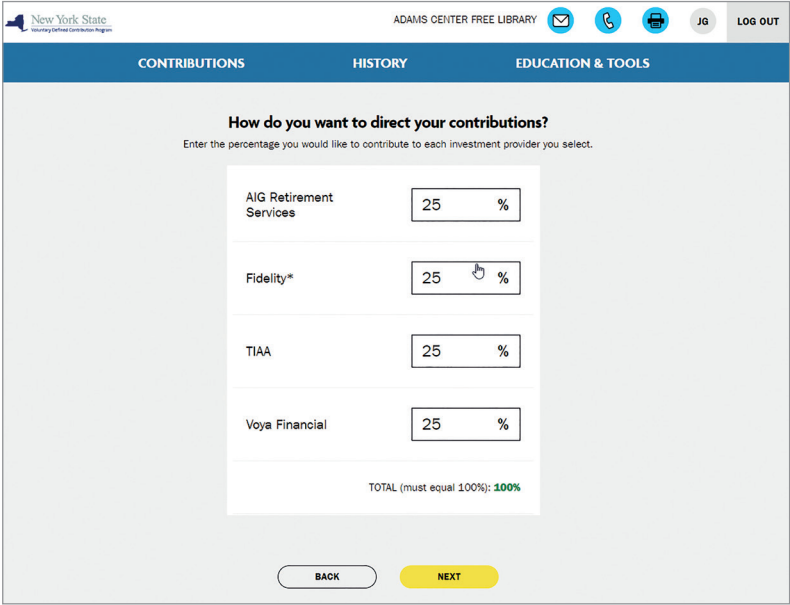 New York State
Voluntary Defined Contribution Program
ADAMS CENTER FREE LIBRARY
JG
LOG OUT
CONTRIBUTIONS
HISTORY
EDUCATION & TOOLS
How do you want to direct your contributions?
Enter the percentage you would like to contribute to each investment provider you select.
AIG Retirement
Services
25 %
Fidelity*
25 %
TIAA
25 %
Voya Financial
25 %
TOTAL (must equal 100%): 100%
BACK
NEXT